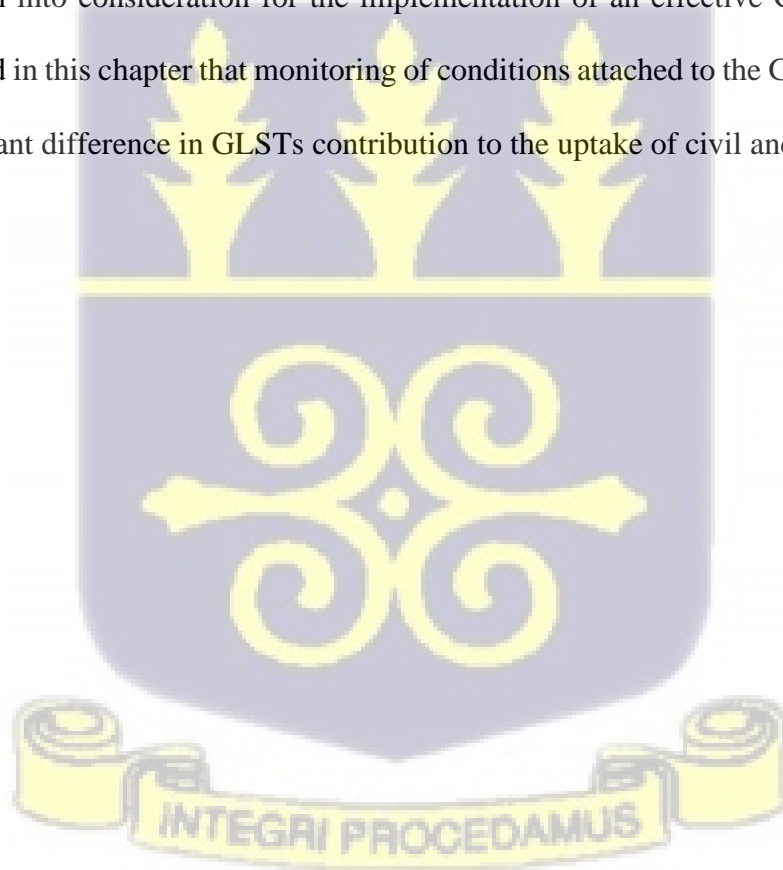 into consideration for the implementation of an effective
in this chapter that monitoring of conditions attached to the
difference in GLSTs contribution to the uptake of civil and
INTEGRI PROCEDAMUS